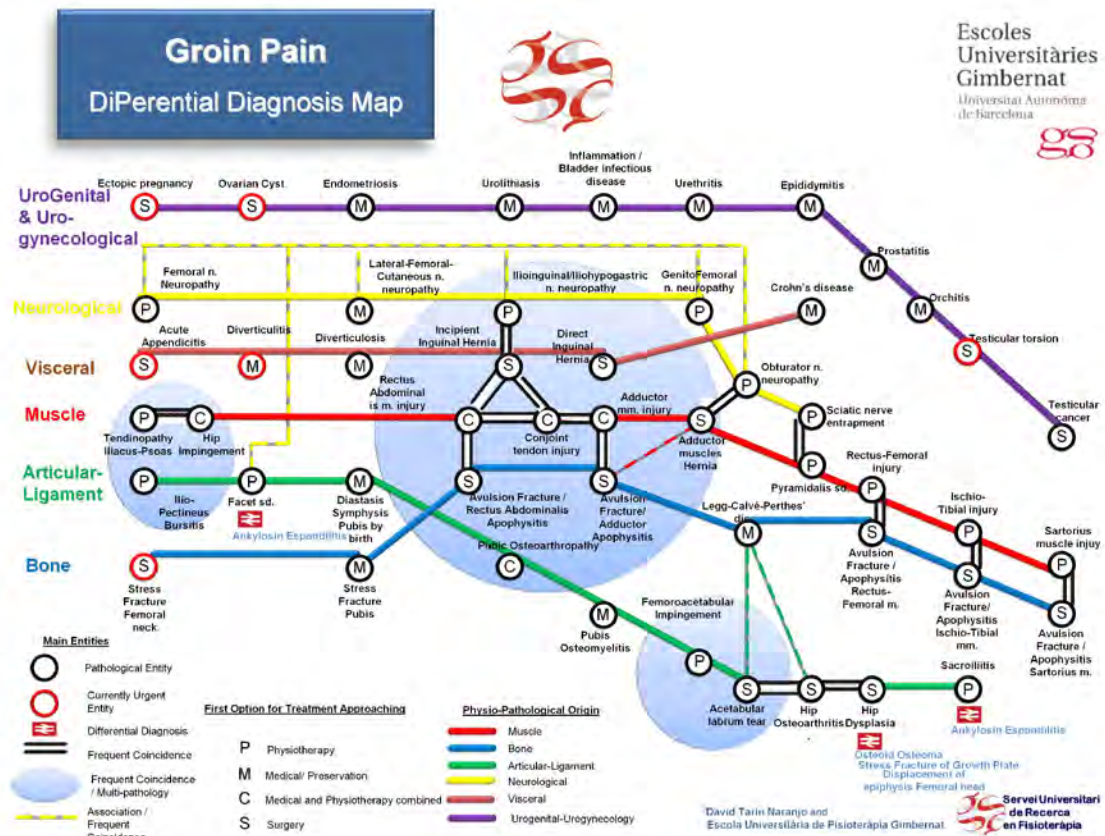 Groin Pain
DiPerential Diagnosis Map
Escoles
Universitàries
Gimbernat
Universitat Autonòma
de Barcelona
UroGenital
& Uro-
gynecological
Ectopic pregnancy
S
Ovarian Cyst
S
Endometriosis
M
Urolithiasis
M
Inflammation /
Bladder infectious
disease
M
Urethritis
M
Epididymitis
M
Prostatitis
M
Orchitis
M
Testicular torsion
S
Testicular
cancer
S
Neurological
Femoral n.
Neuropathy
P
Lateral-Femoral-
Cutaneous n.
neuropathy
M
Ilioinguinal/Iliohypogastric
n. neuropathy
P
GenitoFemoral
n. neuropathy
P
Crohn's disease
M
Visceral
Acute
Appendicitis
S
Diverticulitis
M
Diverticulosis
M
Incipient
Inguinal Hernia
S
Direct
Inguinal
Hernia
S
Obturator n.
neuropathy
P
Muscle
P
Tendinopathy
Iliacus-Psoas
C
Hip
Impingement
Rectus
Abdominal
is m. injury
C
C
Conjoint
tendon injury
Adductor
mm. injury
C
S
Adductor
muscles
Hernia
P
Sciatic nerve
entrapment
P
Pyramidalis sd.
Rectus-Femoral
injury
P
Ischio-
Tibial injury
P
Sartorius
muscle injuy
P
Articular-
Ligament
P
Ilio-
Pectineus
Bursitis
P
Facet sd.
Ankylosin Espondilitis
M
Diastasis
Symphysis
Pubis by
birth
S
Avulsion Fracture /
Rectus Abdominalis
Apophysitis
S
Avulsion
Fracture/
Adductor
Apophysitis
Legg-Calvé-Perthes'
M
S
Avulsion
Fracture /
Apophysitis
Rectus-
Femoral m.
S
Avulsion
Fracture/
Apophysitis
Ischio-Tibial
mm.
S
Avulsion
Fracture /
Apophysitis
Sartorius m.
Bone
S
Stress
Fracture
Femoral
neck
M
Stress
Fracture
Pubis
Pubic Osteoarthropathy
C
M
Pubis
Osteomyelitis
Femoroacetabular
Impingement
P
S
Acetabular
labrum tear
S
Hip
Osteoarthritis
S
Hip
Dysplasia
Sacroiliitis
P
Ankylosin Espondilitis
Osteoid Osteoma
Stress Fracture of Growth Plate
Displacement of
epiphysis Femoral head
Main Entities
Pathological Entity
Currently Urgent
Entity
Differential Diagnosis
Frequent Coincidence
Frequent Coincidence
/ Multi-pathology
Association /
Frequent
First Option for Treatment Approaching
P Physiotherapy
M Medical/ Preservation
C Medical and Physiotherapy combined
S Surgery
Physio-Pathological Origin
Muscle
Bone
Articular-Ligament
Neurological
Visceral
Urogenital-Urogynecology
David Tarín Naranjo and
Escola Universitària de Pisioteràpia Gimbernat
Servei Universitari
de Recerca
en Fisioteràpia